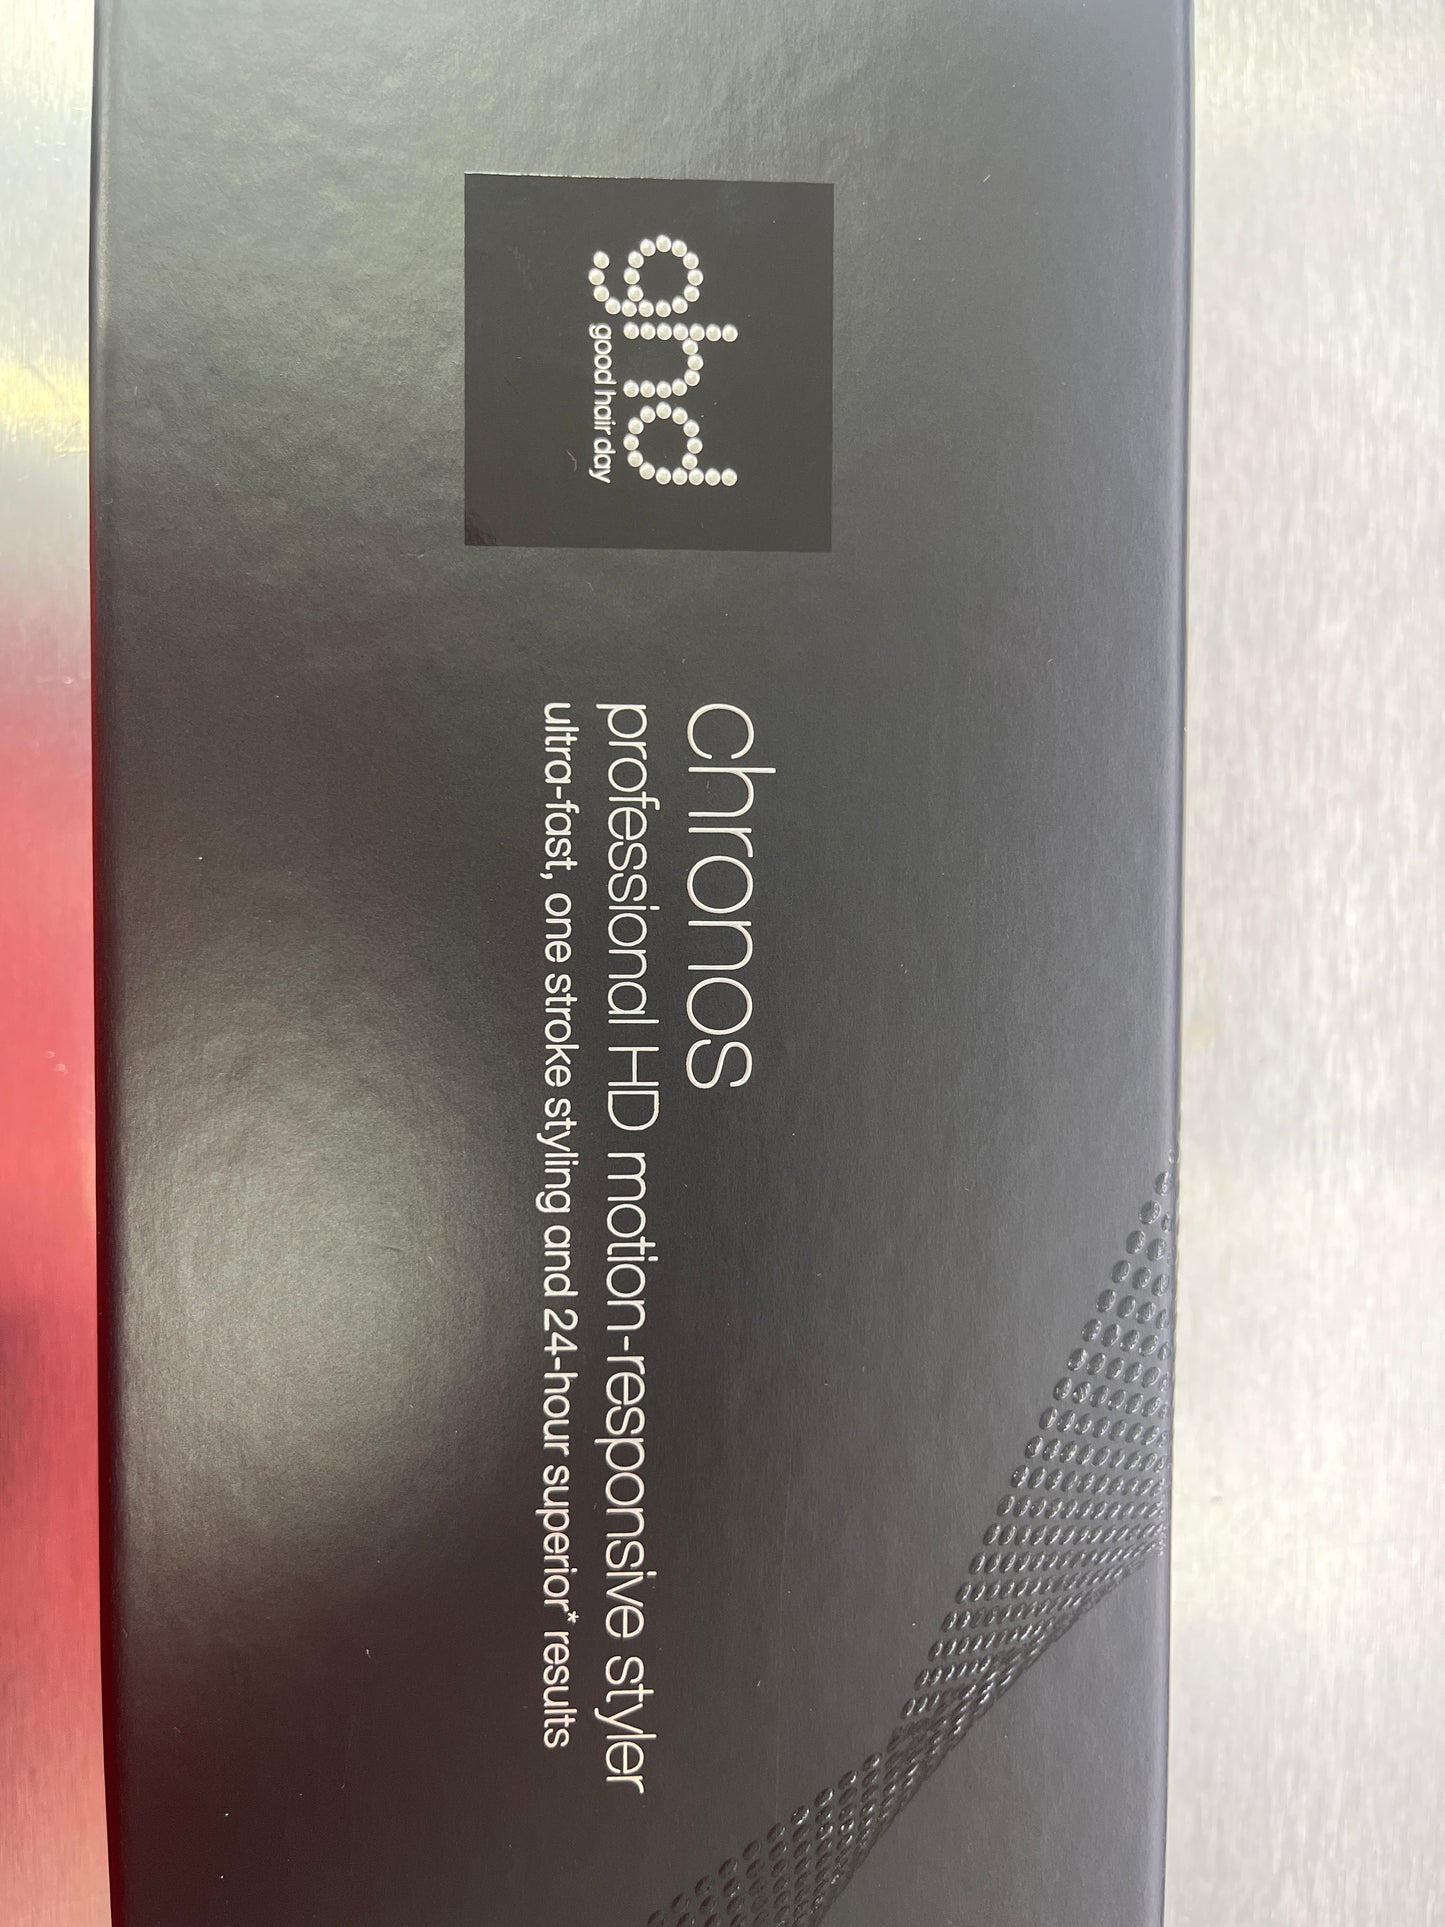 ghd
good hair day
chronos
professional HD motion-responsive styler
ultra-fast, one stroke styling and 24-hour superior* results